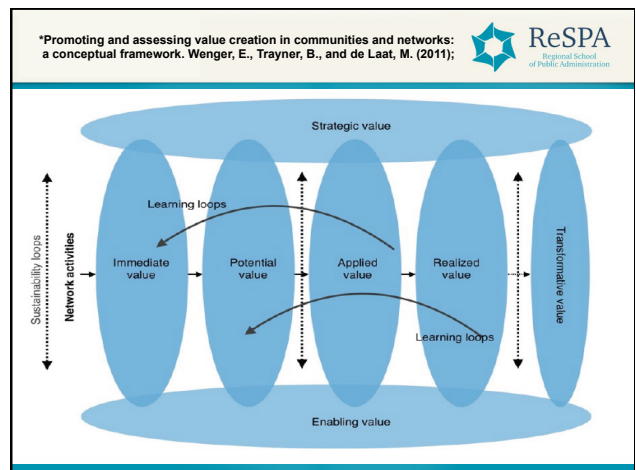 *Promoting and assessing value creation in communities and networks:
a conceptual framework. Wenger, E., Trayner, B., and de Laat, M. (2011);
ReSPA
Regional School
of Public Administration
Strategic value
Sustainability loops
Network activities
Learning loops
Immediate
value
Potential
value
Applied
value
Realized
value
Transformative value
Learning loops
Enabling value